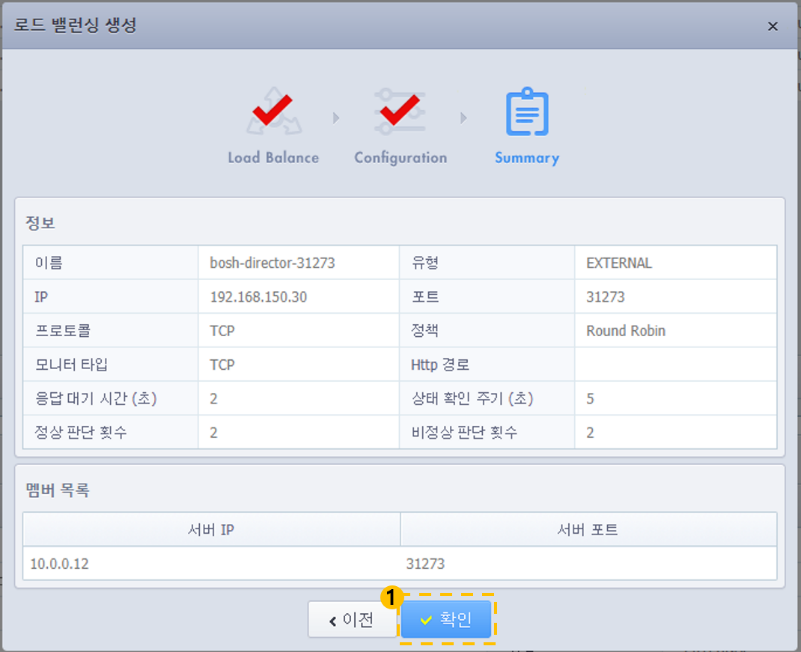 로드 밸런싱 생성 ×
Load Balance Configuration Summary
정보
이름 bosh-director-31273 유형 EXTERNAL
IP 192.168.150.30 포트 31273
프로토콜 TCP 정책 Round Robin
모니터 타입 TCP Http 경로
응답 대기 시간 (초) 2 상태 확인 주기 (초) 5
정상 판단 횟수 2 비정상 판단 횟수 2
멤버 목록
서버 IP 서버 포트
10.0.0.12 31273
1
이전 확인